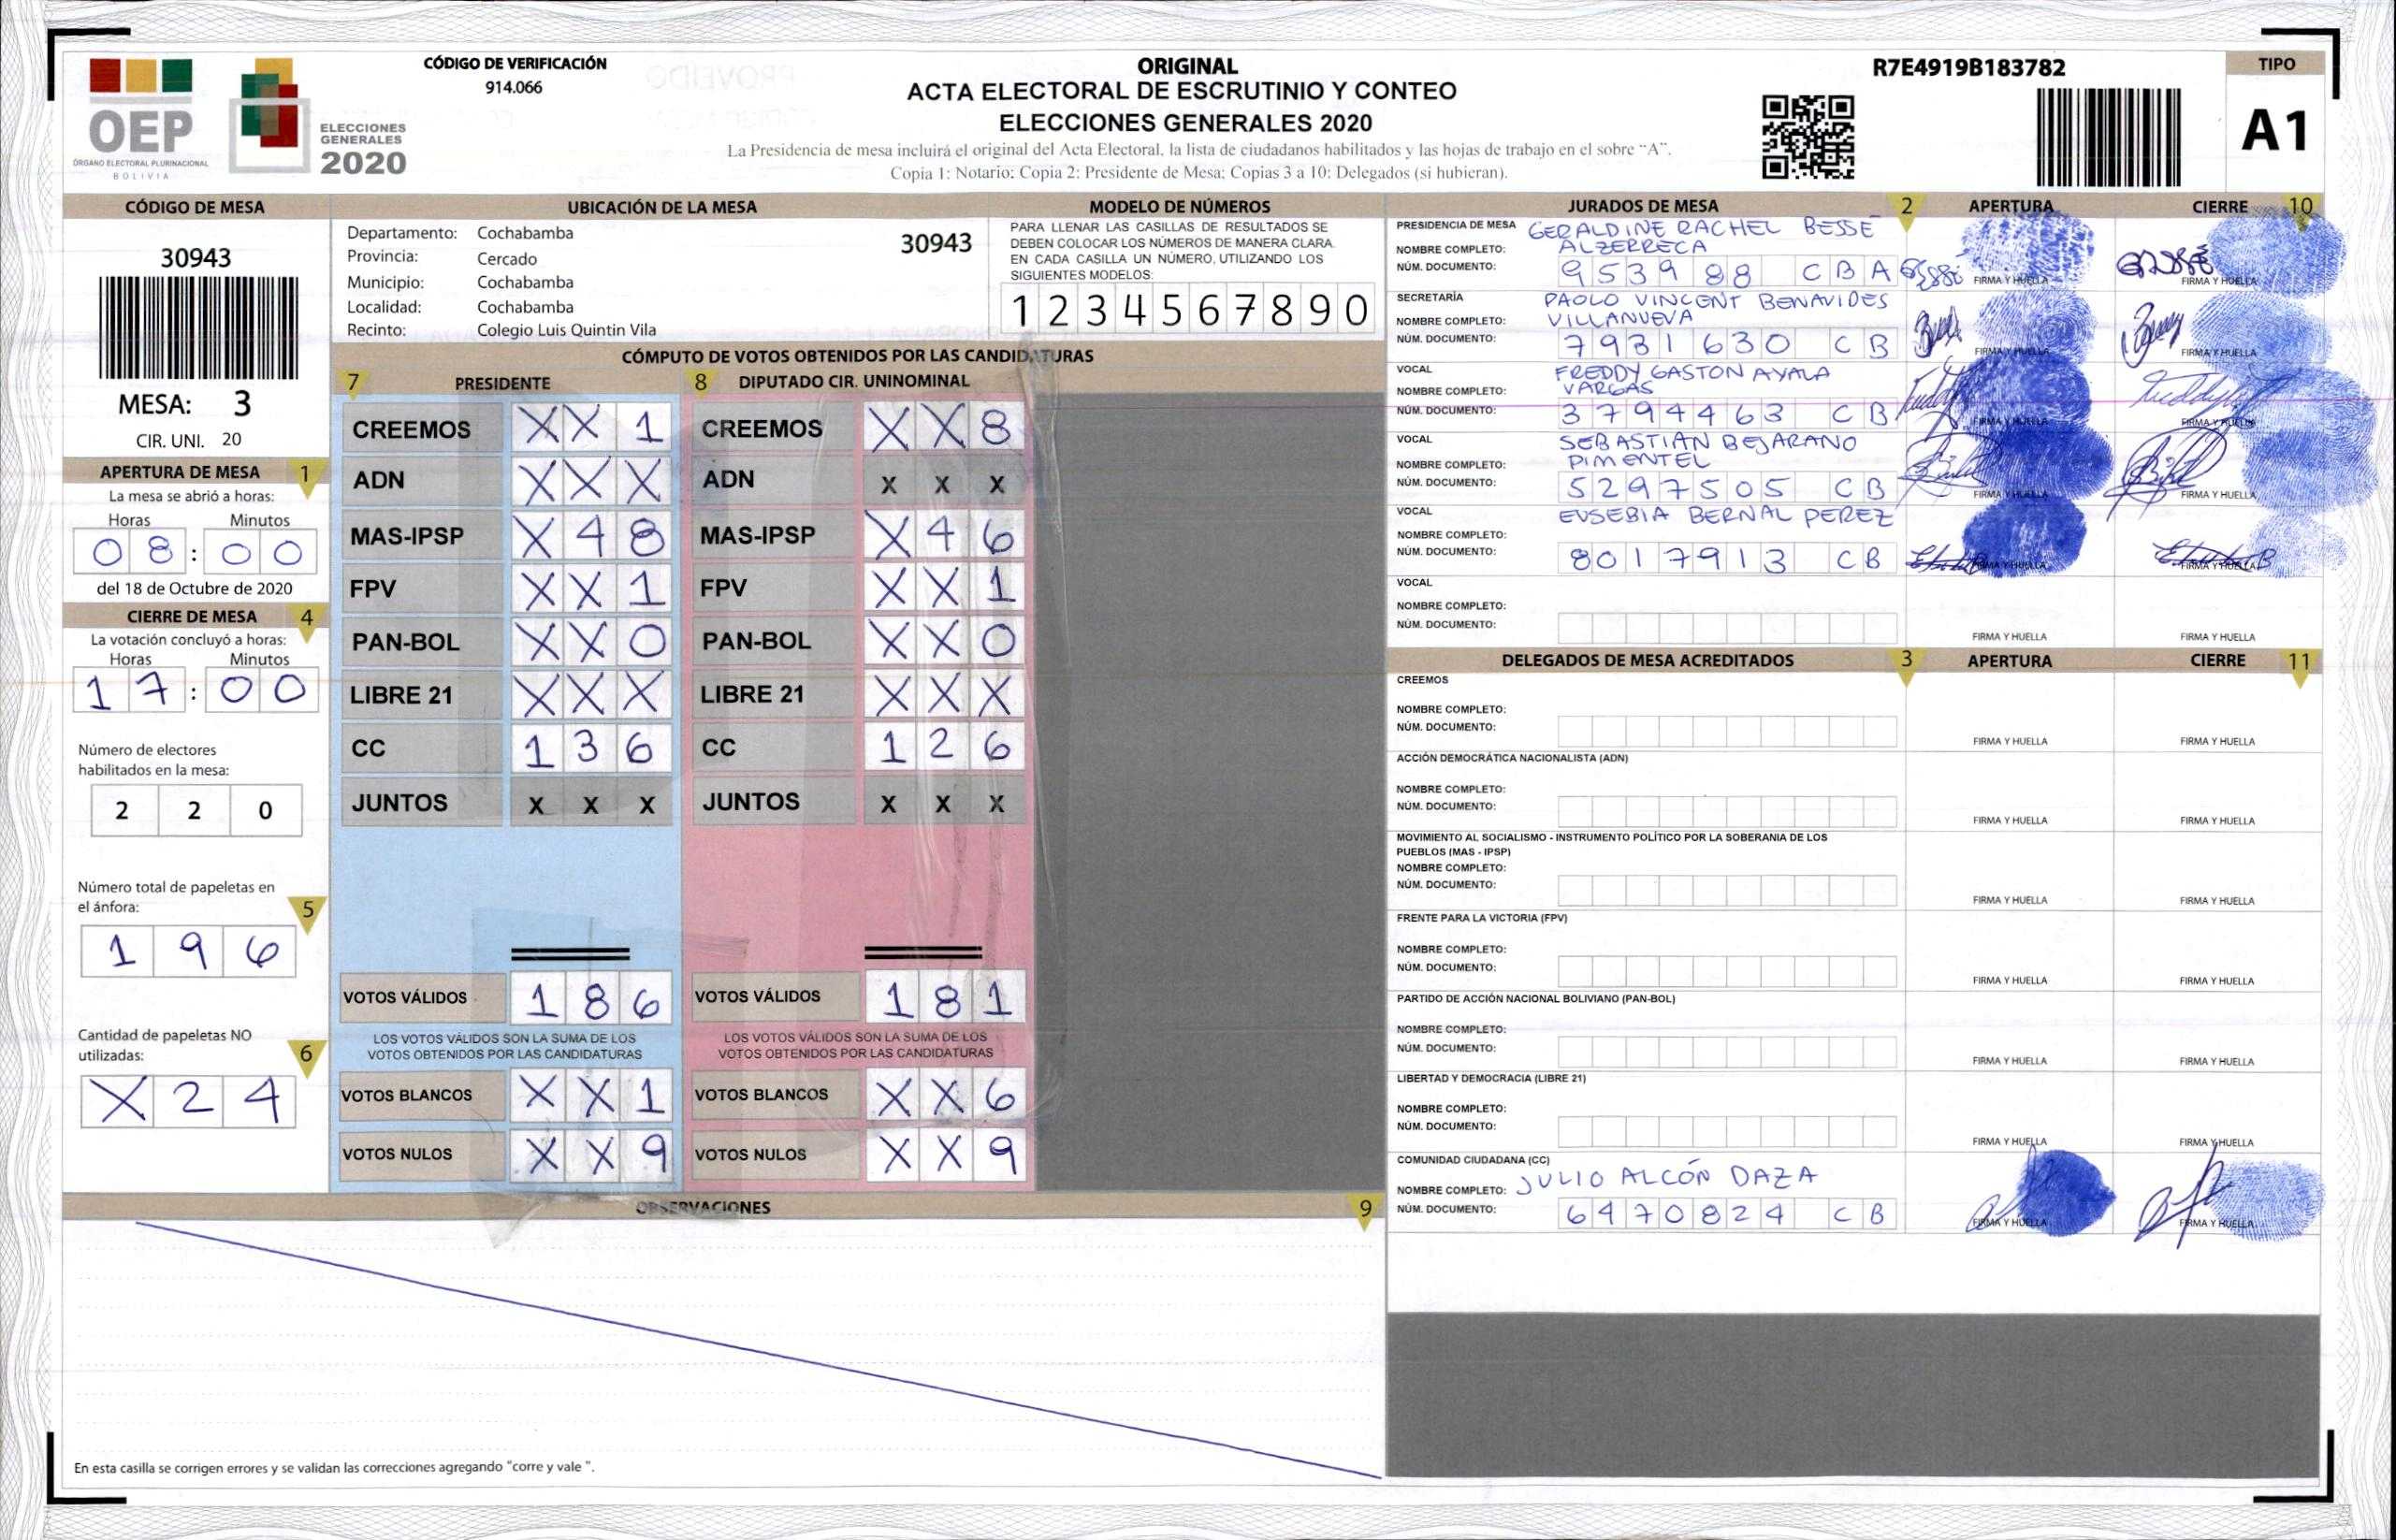 OEP
ÓRGANO ELECTORAL PLURINACIONAL
BOLIVIA
ELECCIONES
GENERALES
2020
CÓDIGO DE VERIFICACIÓN
914.066
ORIGINAL
ACTA ELECTORAL DE ESCRUTINIO Y CONTEO
ELECCIONES GENERALES 2020
La Presidencia de mesa incluirá el original del Acta Electoral, la lista de ciudadanos habilitados y las hojas de trabajo en el sobre “A”.
Copia 1: Notario; Copia 2: Presidente de Mesa; Copias 3 a 10: Delegados (si hubieran).
R7E4919B183782
TIPO
A1
CÓDIGO DE MESA
30943
MESA: 3
CIR. UNI. 20
APERTURA DE MESA 1
La mesa se abrió a horas:
Horas Minutos
08:00
del 18 de Octubre de 2020
CIERRE DE MESA 4
La votación concluyó a horas:
Horas Minutos
17:00
Número de electores
habilitados en la mesa:
2 2 0
Número total de papeletas en
el ánfora: 5
1 9 6
Cantidad de papeletas NO
utilizadas: 6
X 2 4
UBICACIÓN DE LA MESA
Departamento: Cochabamba
Provincia: Cercado
Municipio: Cochabamba
Localidad: Cochabamba
Recinto: Colegio Luis Quintin Vila
30943
MODELO DE NÚMEROS
PARA LLENAR LAS CASILLAS DE RESULTADOS SE
DEBEN COLOCAR LOS NÚMEROS DE MANERA CLARA.
EN CADA CASILLA UN NÚMERO, UTILIZANDO LOS
SIGUIENTES MODELOS:
1 2 3 4 5 6 7 8 9 0
CÓMPUTO DE VOTOS OBTENIDOS POR LAS CANDIDATURAS
7 PRESIDENTE 8 DIPUTADO CIR. UNINOMINAL
CREEMOS X X 1 CREEMOS X X 8
ADN X X X ADN X X X
MAS-IPSP X 4 8 MAS-IPSP X 4 6
FPV X X 1 FPV X X 1
PAN-BOL X X 0 PAN-BOL X X 0
LIBRE 21 X X X LIBRE 21 X X X
CC 1 3 6 CC 1 2 6
JUNTOS X X X JUNTOS X X X
VOTOS VÁLIDOS 1 8 6 VOTOS VÁLIDOS 1 8 1
LOS VOTOS VÁLIDOS SON LA SUMA DE LOS LOS VOTOS VÁLIDOS SON LA SUMA DE LOS
VOTOS OBTENIDOS POR LAS CANDIDATURAS VOTOS OBTENIDOS POR LAS CANDIDATURAS
VOTOS BLANCOS X X 1 VOTOS BLANCOS X X 6
VOTOS NULOS X X 9 VOTOS NULOS X X 9
OBSERVACIONES 9
En esta casilla se corrigen errores y se validan las correcciones agregando "corre y vale ".
JURADOS DE MESA 2 APERTURA CIERRE 10
PRESIDENCIA DE MESA GERALDINE RACHEL BESSE
NOMBRE COMPLETO: ALZERRECA
NÚM. DOCUMENTO: 953988 CBA FIRMA Y HUELLA FIRMA Y HUELLA
SECRETARÍA PAOLO VINCENT BENAVIDES
NOMBRE COMPLETO: VILLANUEVA
NÚM. DOCUMENTO: 7931630 CB FIRMA Y HUELLA FIRMA Y HUELLA
VOCAL FREDDY GASTON AYALA
NOMBRE COMPLETO: VARGAS
NÚM. DOCUMENTO: 3794463 CB FIRMA Y HUELLA FIRMA Y HUELLA
VOCAL SEBASTIAN BEJARANO
NOMBRE COMPLETO: PIMENTEL
NÚM. DOCUMENTO: 5297505 CB FIRMA Y HUELLA FIRMA Y HUELLA
VOCAL EUSEBIA BERNAL PEREZ
NOMBRE COMPLETO:
NÚM. DOCUMENTO: 8017913 CB FIRMA Y HUELLA FIRMA Y HUELLA
VOCAL
NOMBRE COMPLETO:
NÚM. DOCUMENTO: FIRMA Y HUELLA FIRMA Y HUELLA
DELEGADOS DE MESA ACREDITADOS 3 APERTURA CIERRE 11
CREEMOS
NOMBRE COMPLETO:
NÚM. DOCUMENTO: FIRMA Y HUELLA FIRMA Y HUELLA
ACCIÓN DEMOCRÁTICA NACIONALISTA (ADN)
NOMBRE COMPLETO:
NÚM. DOCUMENTO: FIRMA Y HUELLA FIRMA Y HUELLA
MOVIMIENTO AL SOCIALISMO - INSTRUMENTO POLÍTICO POR LA SOBERANIA DE LOS
PUEBLOS (MAS - IPSP)
NOMBRE COMPLETO:
NÚM. DOCUMENTO: FIRMA Y HUELLA FIRMA Y HUELLA
FRENTE PARA LA VICTORIA (FPV)
NOMBRE COMPLETO:
NÚM. DOCUMENTO: FIRMA Y HUELLA FIRMA Y HUELLA
PARTIDO DE ACCIÓN NACIONAL BOLIVIANO (PAN-BOL)
NOMBRE COMPLETO:
NÚM. DOCUMENTO: FIRMA Y HUELLA FIRMA Y HUELLA
LIBERTAD Y DEMOCRACIA (LIBRE 21)
NOMBRE COMPLETO:
NÚM. DOCUMENTO: FIRMA Y HUELLA FIRMA Y HUELLA
COMUNIDAD CIUDADANA (CC)
NOMBRE COMPLETO: JULIO ALCÓN DAZA
NÚM. DOCUMENTO: 6470824 CB FIRMA Y HUELLA FIRMA Y HUELLA